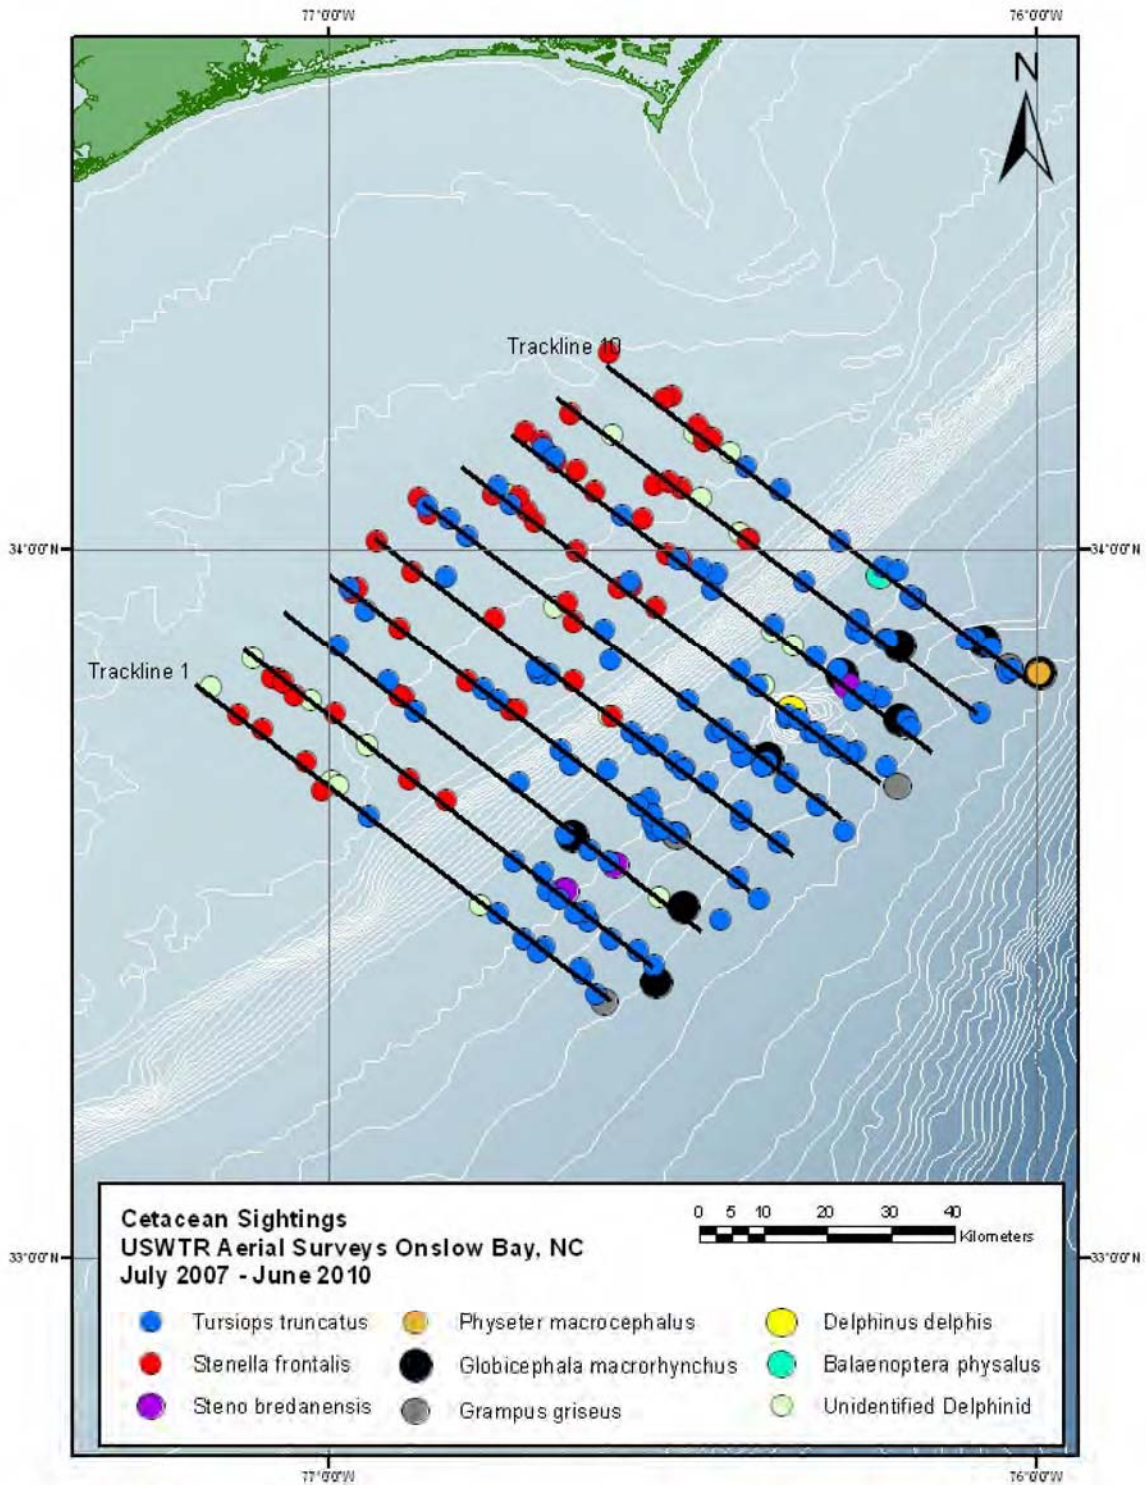 77°0'0"W 76°0'0"W
N
Trackline 10
34°0'0"N 34°0'0"N
Trackline 1
Cetacean Sightings
USWTR Aerial Surveys Onslow Bay, NC
July 2007 - June 2010
0 5 10 20 30 40
Kilometers
Tursiops truncatus
Stenella frontalis
Steno bredanensis
Physeter macrocephalus
Globicephala macrorhynchus
Grampus griseus
Delphinus delphis
Balaenoptera physalus
Unidentified Delphinid
33°0'0"N 33°0'0"N
77°0'0"W 76°0'0"W